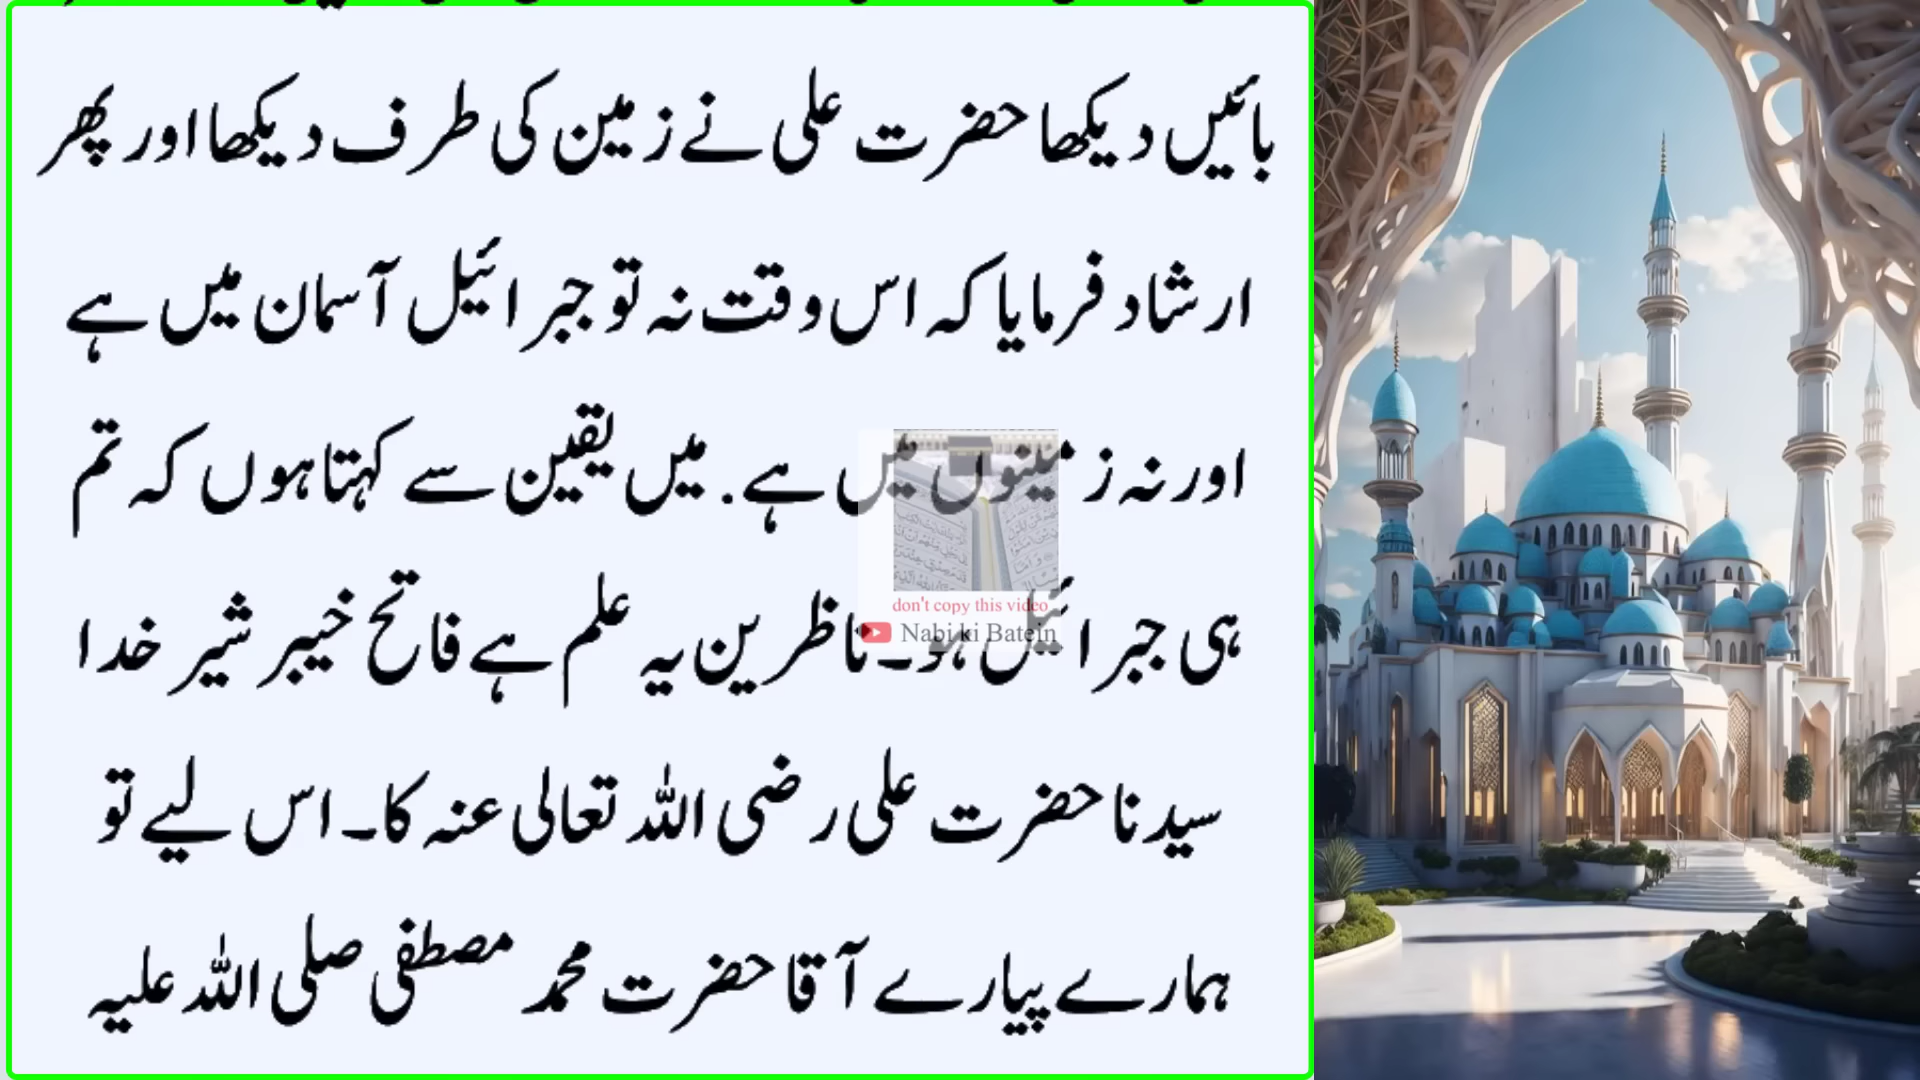 بائیں دیکھا حضرت علی نے زمین کی طرف دیکھا اور پھر
ارشاد فرمایا کہ اس وقت نہ تو جبرائیل آسمان میں ہے
اور نہ زمینوں میں ہے. میں یقین سے کہتا ہوں کہ تم
ہی جبرائیل ہو۔ ناظرین یہ علم ہے فاتح خیبر شیر خدا
سیدنا حضرت علی رضی اللہ تعالی عنہ کا۔ اس لیے تو
ہمارے پیارے آقا حضرت محمد مصطفی صلی اللہ علیہ
don't copy this video
Nabi ki Batein